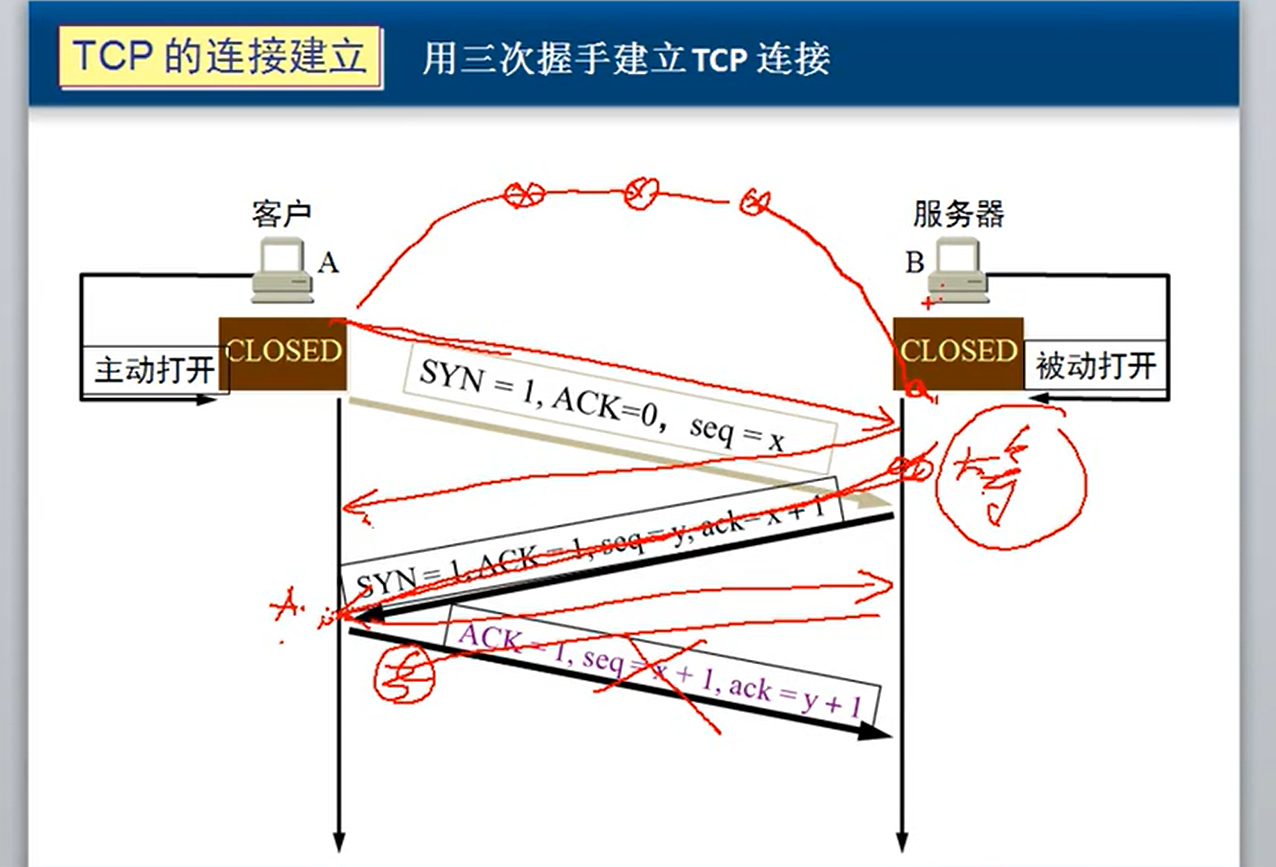 TCP 的连接建立
用三次握手建立 TCP 连接
客户
服务器
A
B
CLOSED
CLOSED
主动打开
被动打开
SYN = 1, ACK=0，seq = x
SYN = 1, ACK = 1, seq = y, ack= x + 1
A.
ACK = 1, seq = x + 1, ack = y + 1